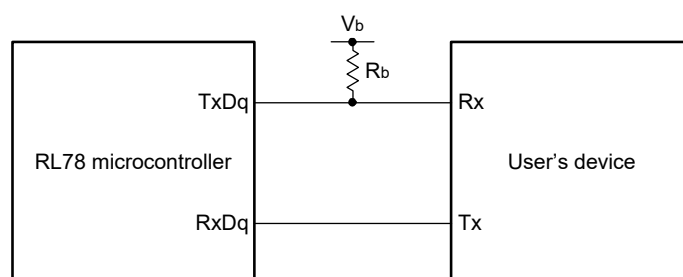 Vb
Rb
TxDq
Rx
RL78 microcontroller
User's device
RxDq
Tx